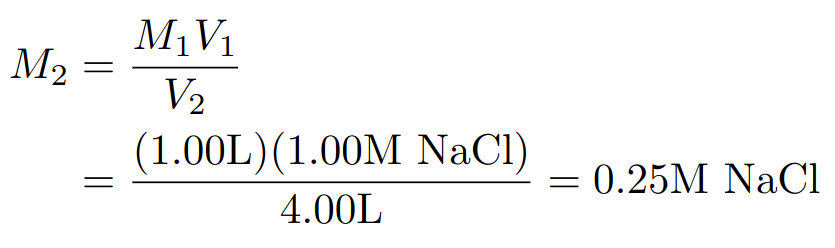 M₂ = M₁V₁ / V₂
= (1.00L)(1.00M NaCl) / 4.00L = 0.25M NaCl